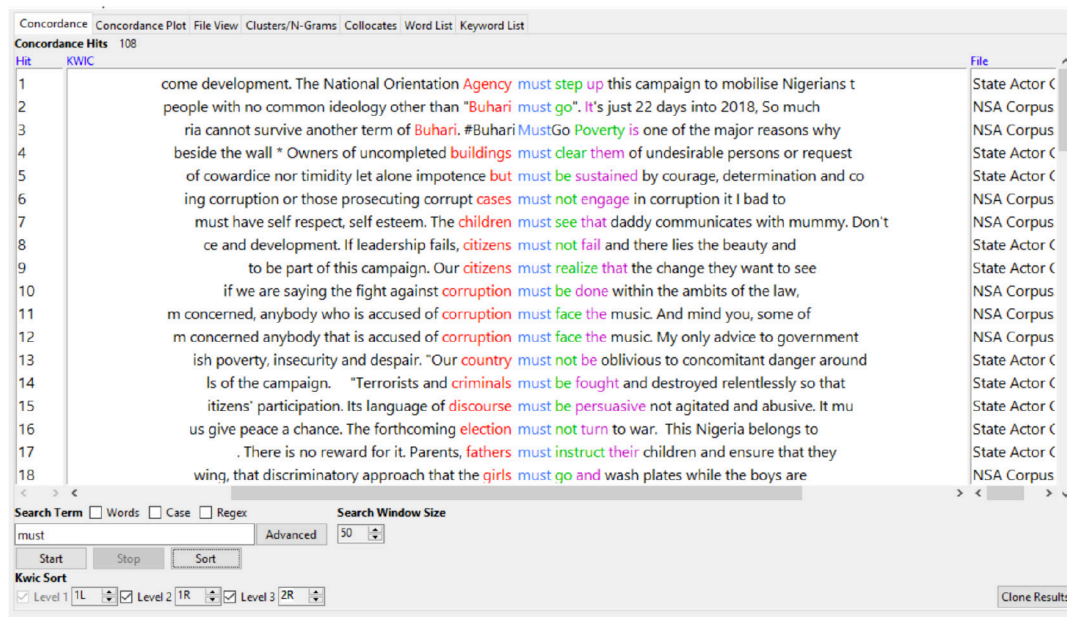 Concordance Concordance Plot File View Clusters/N-Grams Collocates Word List Keyword List
Concordance Hits 108
Hit KWIC File
1 come development. The National Orientation Agency must step up this campaign to mobilise Nigerians t State Actor C
2 people with no common ideology other than "Buhari must go". It's just 22 days into 2018, So much NSA Corpus
3 ria cannot survive another term of Buhari. #BuhariMustGo Poverty is one of the major reasons why NSA Corpus
4 beside the wall * Owners of uncompleted buildings must clear them of undesirable persons or request State Actor C
5 of cowardice nor timidity let alone impotence but must be sustained by courage, determination and co State Actor C
6 ing corruption or those prosecuting corrupt cases must not engage in corruption it I bad to NSA Corpus
7 must have self respect, self esteem. The children must see that daddy communicates with mummy. Don't NSA Corpus
8 ce and development. If leadership fails, citizens must not fail and there lies the beauty and State Actor C
9 to be part of this campaign. Our citizens must realize that the change they want to see State Actor C
10 if we are saying the fight against corruption must be done within the ambits of the law, NSA Corpus
11 m concerned, anybody who is accused of corruption must face the music. And mind you, some of NSA Corpus
12 m concerned anybody that is accused of corruption must face the music. My only advice to government NSA Corpus
13 ish poverty, insecurity and despair. "Our country must not be oblivious to concomitant danger around State Actor C
14 ls of the campaign. "Terrorists and criminals must be fought and destroyed relentlessly so that State Actor C
15 itizens' participation. Its language of discourse must be persuasive not agitated and abusive. It mu State Actor C
16 us give peace a chance. The forthcoming election must not turn to war. This Nigeria belongs to State Actor C
17 . There is no reward for it. Parents, fathers must instruct their children and ensure that they State Actor C
18 wing, that discriminatory approach that the girls must go and wash plates while the boys are NSA Corpus
Search Term Words Case Regex Search Window Size
must Advanced 50
Start Stop Sort
Kwic Sort
Level 1 1L Level 2 1R Level 3 2R Clone Results